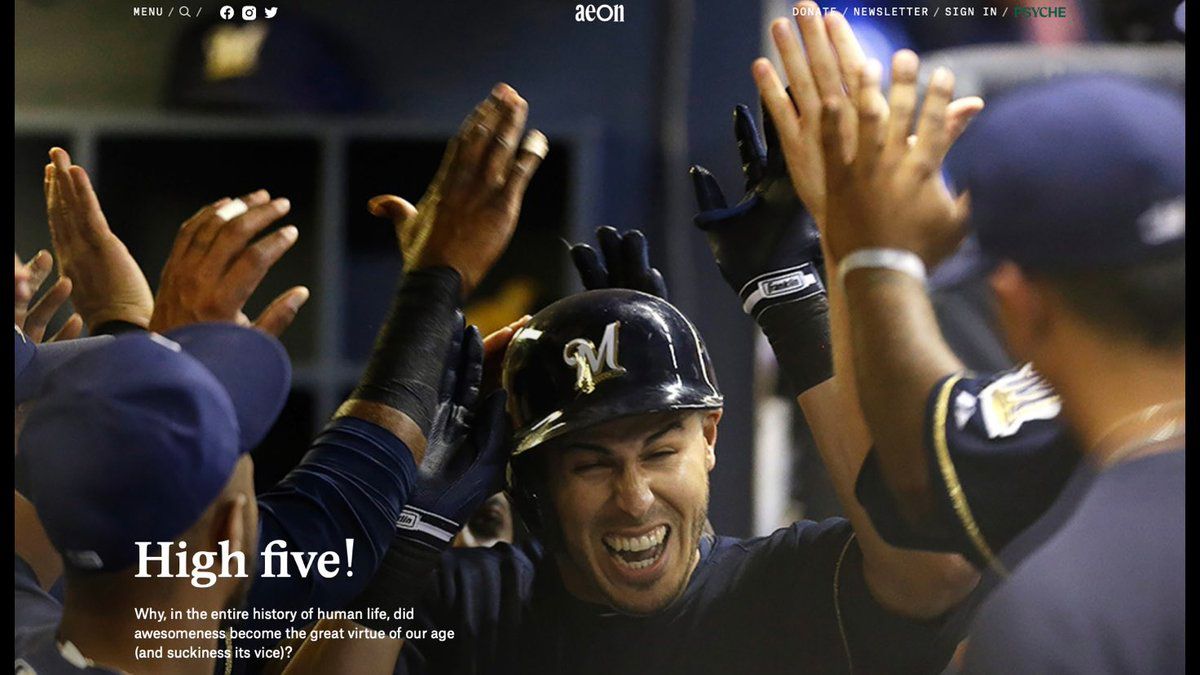 MENU / /
aeon
DONATE / NEWSLETTER / SIGN IN / PSYCHE
M
franklin
High five!
Why, in the entire history of human life, did
awesomeness become the great virtue of our age
(and suckiness its vice)?